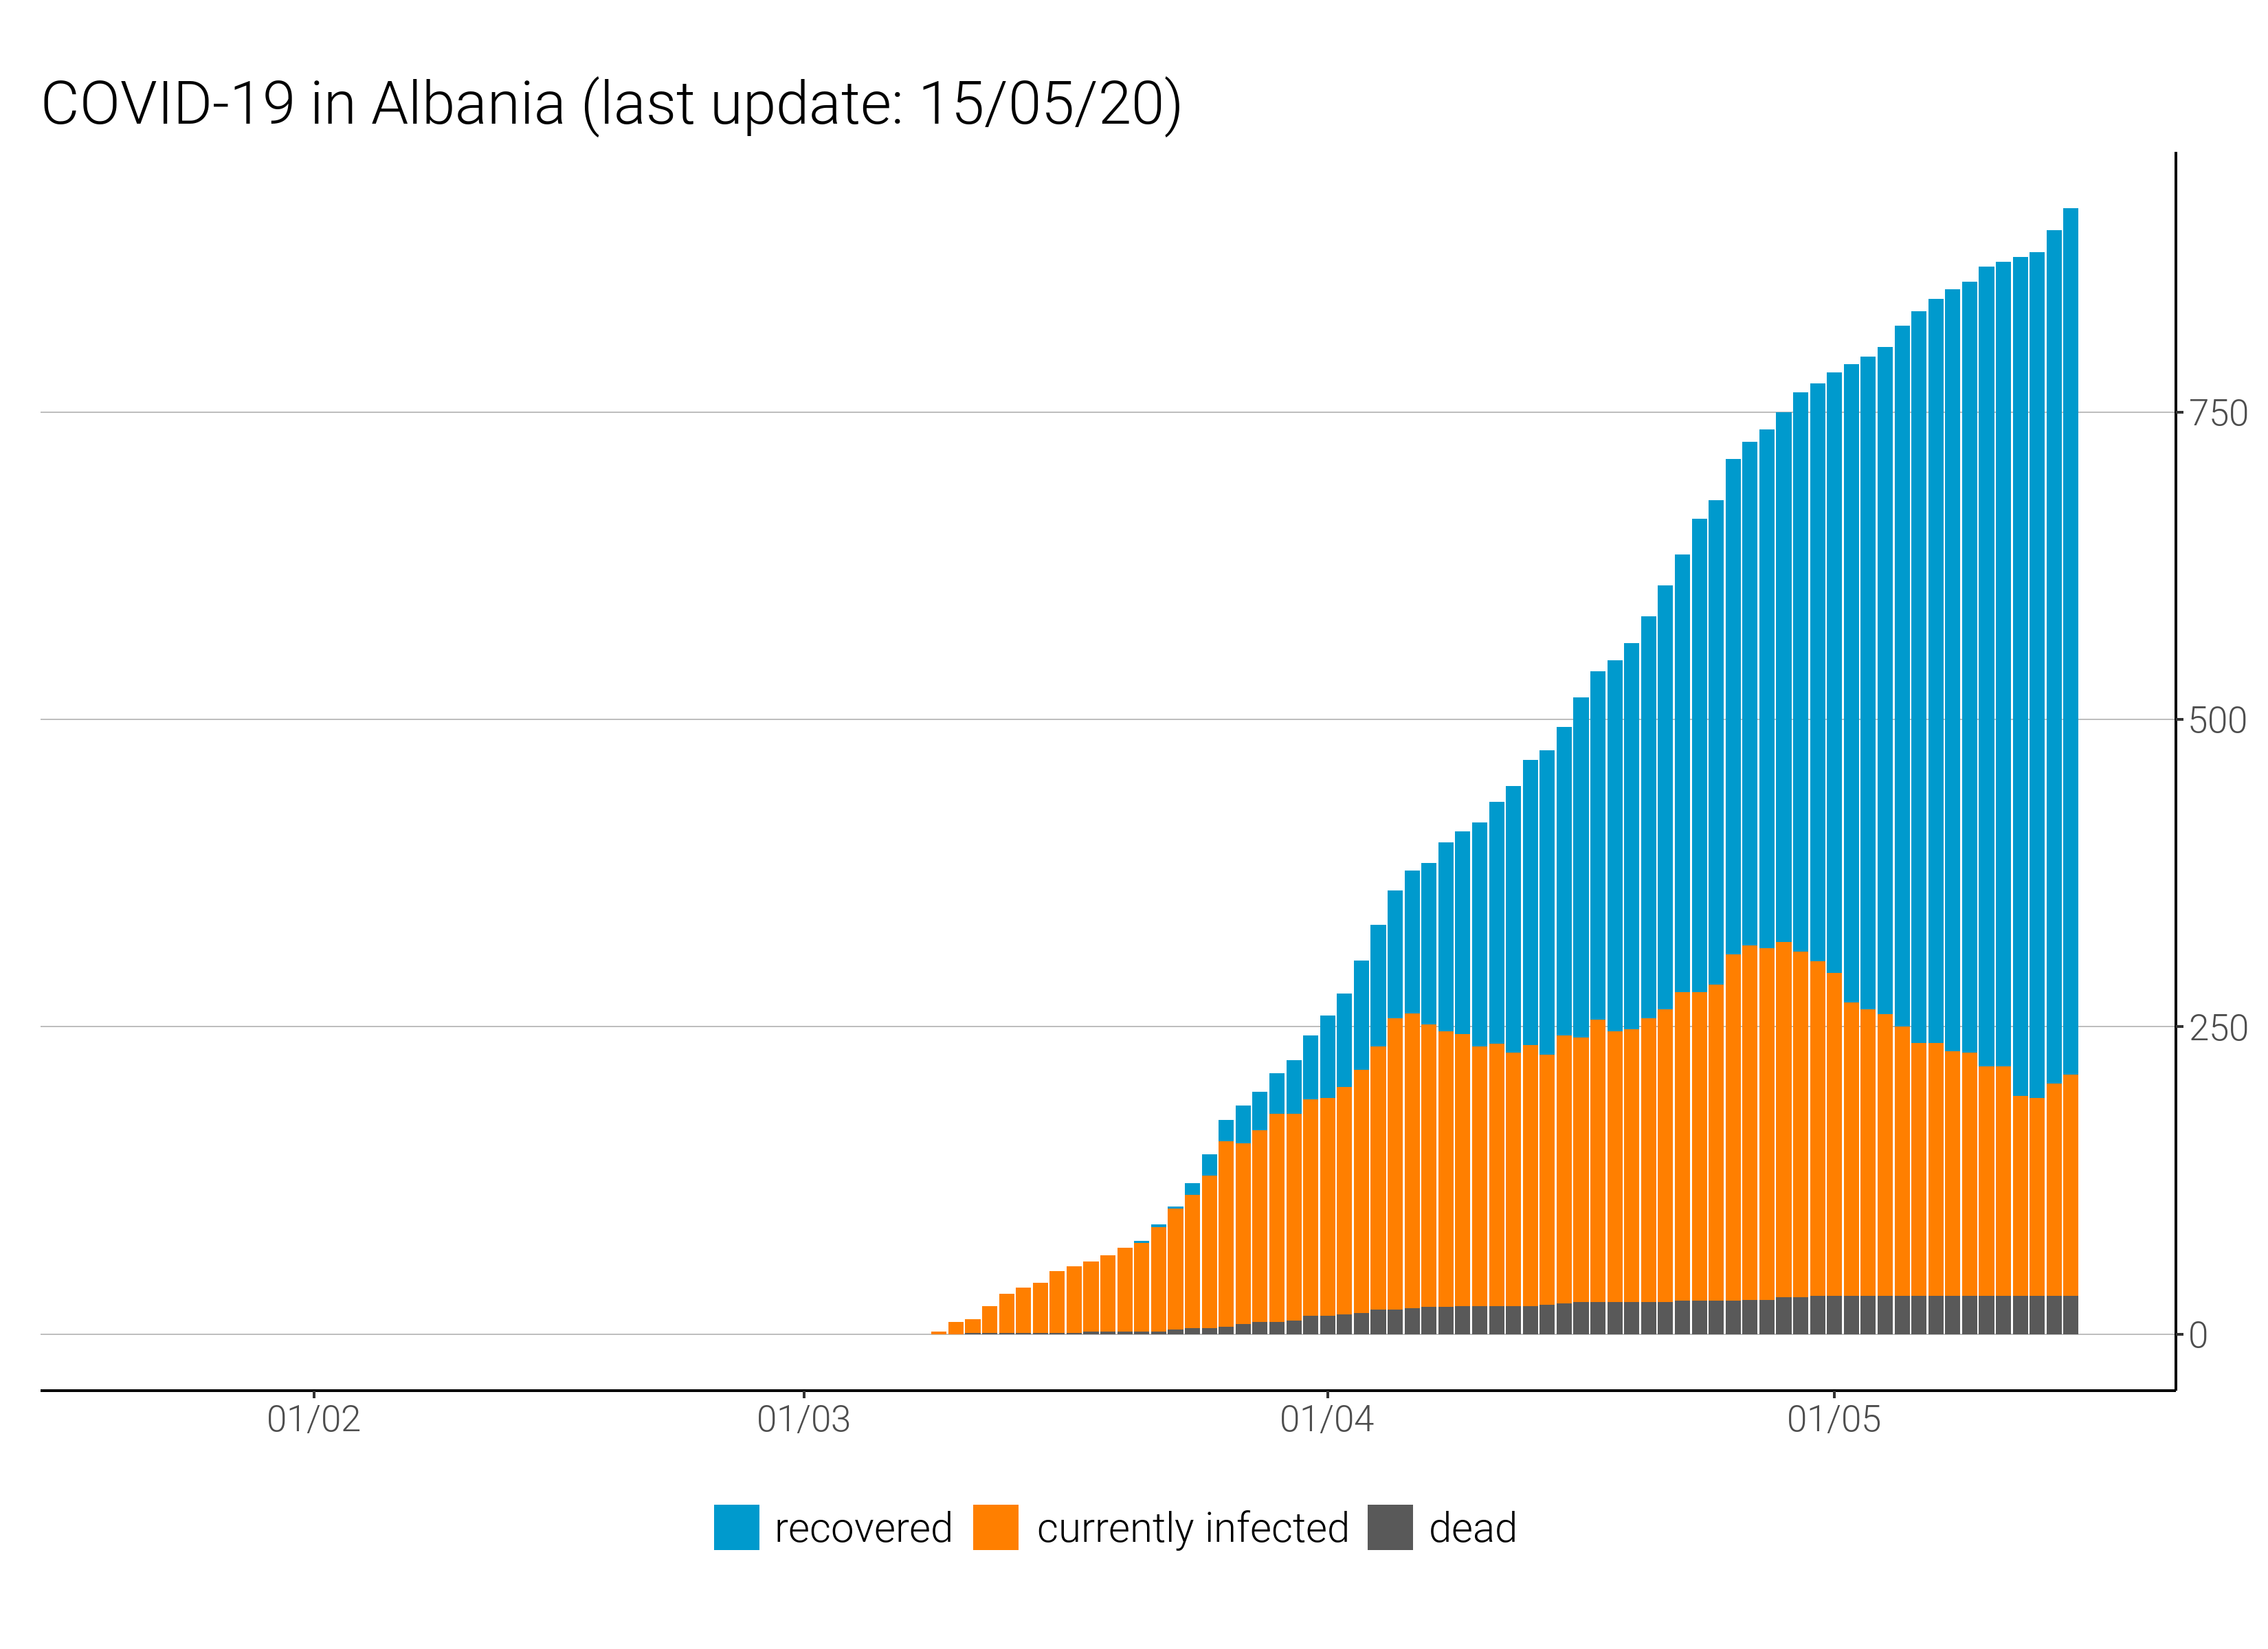 COVID-19 in Albania (last update: 15/05/20)
750
500
250
0
01/02 01/03 01/04 01/05
recovered currently infected dead